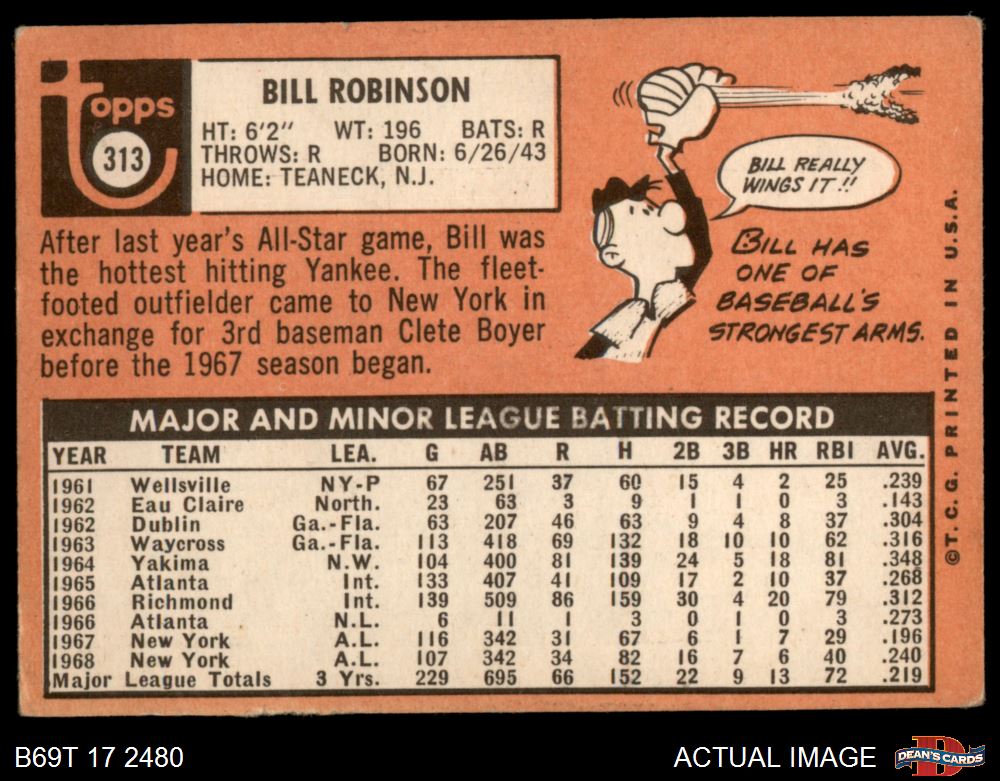 Topps
313
BILL ROBINSON
HT: 6'2" WT: 196 BATS: R
THROWS: R BORN: 6/26/43
HOME: TEANECK, N.J.
After last year's All-Star game, Bill was
the hottest hitting Yankee. The fleet-
footed outfielder came to New York in
exchange for 3rd baseman Clete Boyer
before the 1967 season began.
BILL REALLY
WINGS IT!!
BILL HAS
ONE OF
BASEBALL'S
STRONGEST ARMS.
MAJOR AND MINOR LEAGUE BATTING RECORD
YEAR TEAM LEA. G AB R H 2B 3B HR RBI AVG.
1961 Wellsville NY-P 67 251 37 60 15 4 2 25 .239
1962 Eau Claire North. 23 63 3 9 1 1 0 3 .143
1962 Dublin Ga.-Fla. 63 207 46 63 9 4 8 37 .304
1963 Waycross Ga.-Fla. 113 418 69 132 18 10 10 62 .316
1964 Yakima N.W. 104 400 81 139 24 5 18 81 .348
1965 Atlanta Int. 133 407 41 109 17 2 10 37 .268
1966 Richmond Int. 139 509 86 159 30 4 20 79 .312
1966 Atlanta N.L. 6 11 1 3 0 1 0 3 .273
1967 New York A.L. 116 342 31 67 6 1 7 29 .196
1968 New York A.L. 107 342 34 82 16 7 6 40 .240
Major League Totals 3 Yrs. 229 695 66 152 22 9 13 72 .219
©T.C.G. PRINTED IN U.S.A.
B69T 17 2480
ACTUAL IMAGE
DEAN'S CARDS